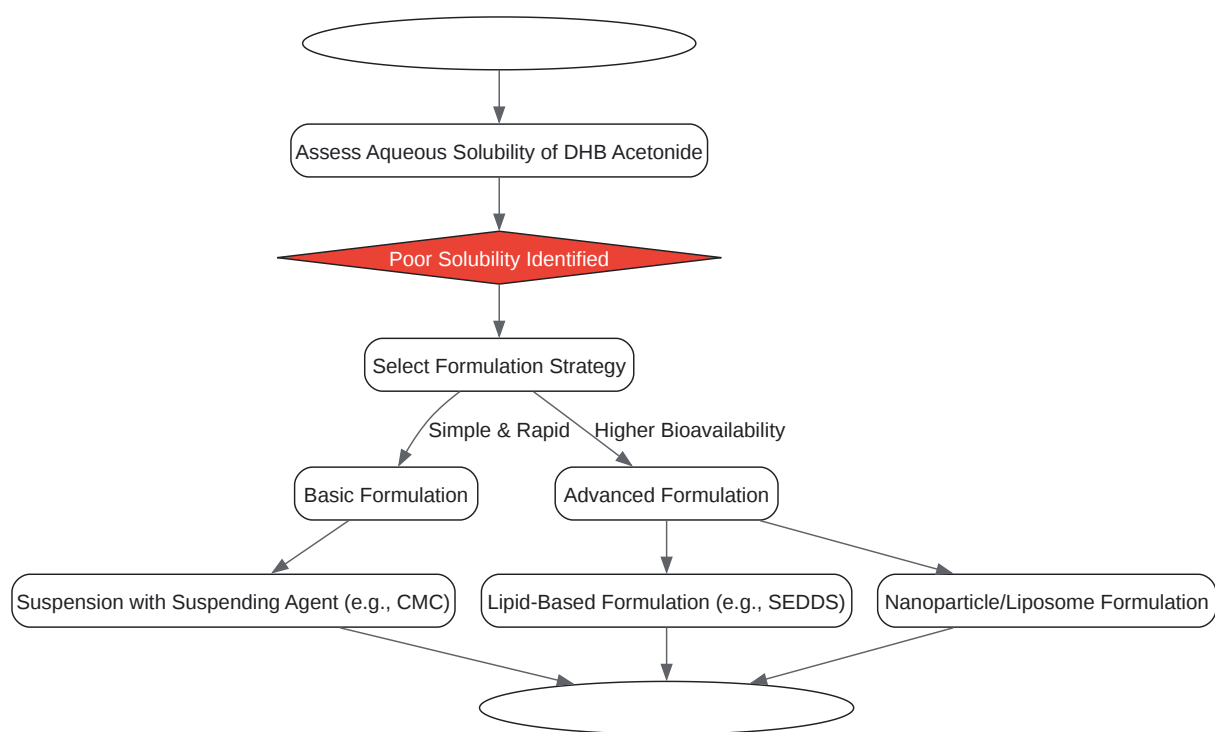 Assess Aqueous Solubility of DHB Acetonide
Poor Solubility Identified
Select Formulation Strategy
Simple & Rapid
Higher Bioavailability
Basic Formulation
Advanced Formulation
Suspension with Suspending Agent (e.g., CMC)
Lipid-Based Formulation (e.g., SEDDS)
Nanoparticle/Liposome Formulation